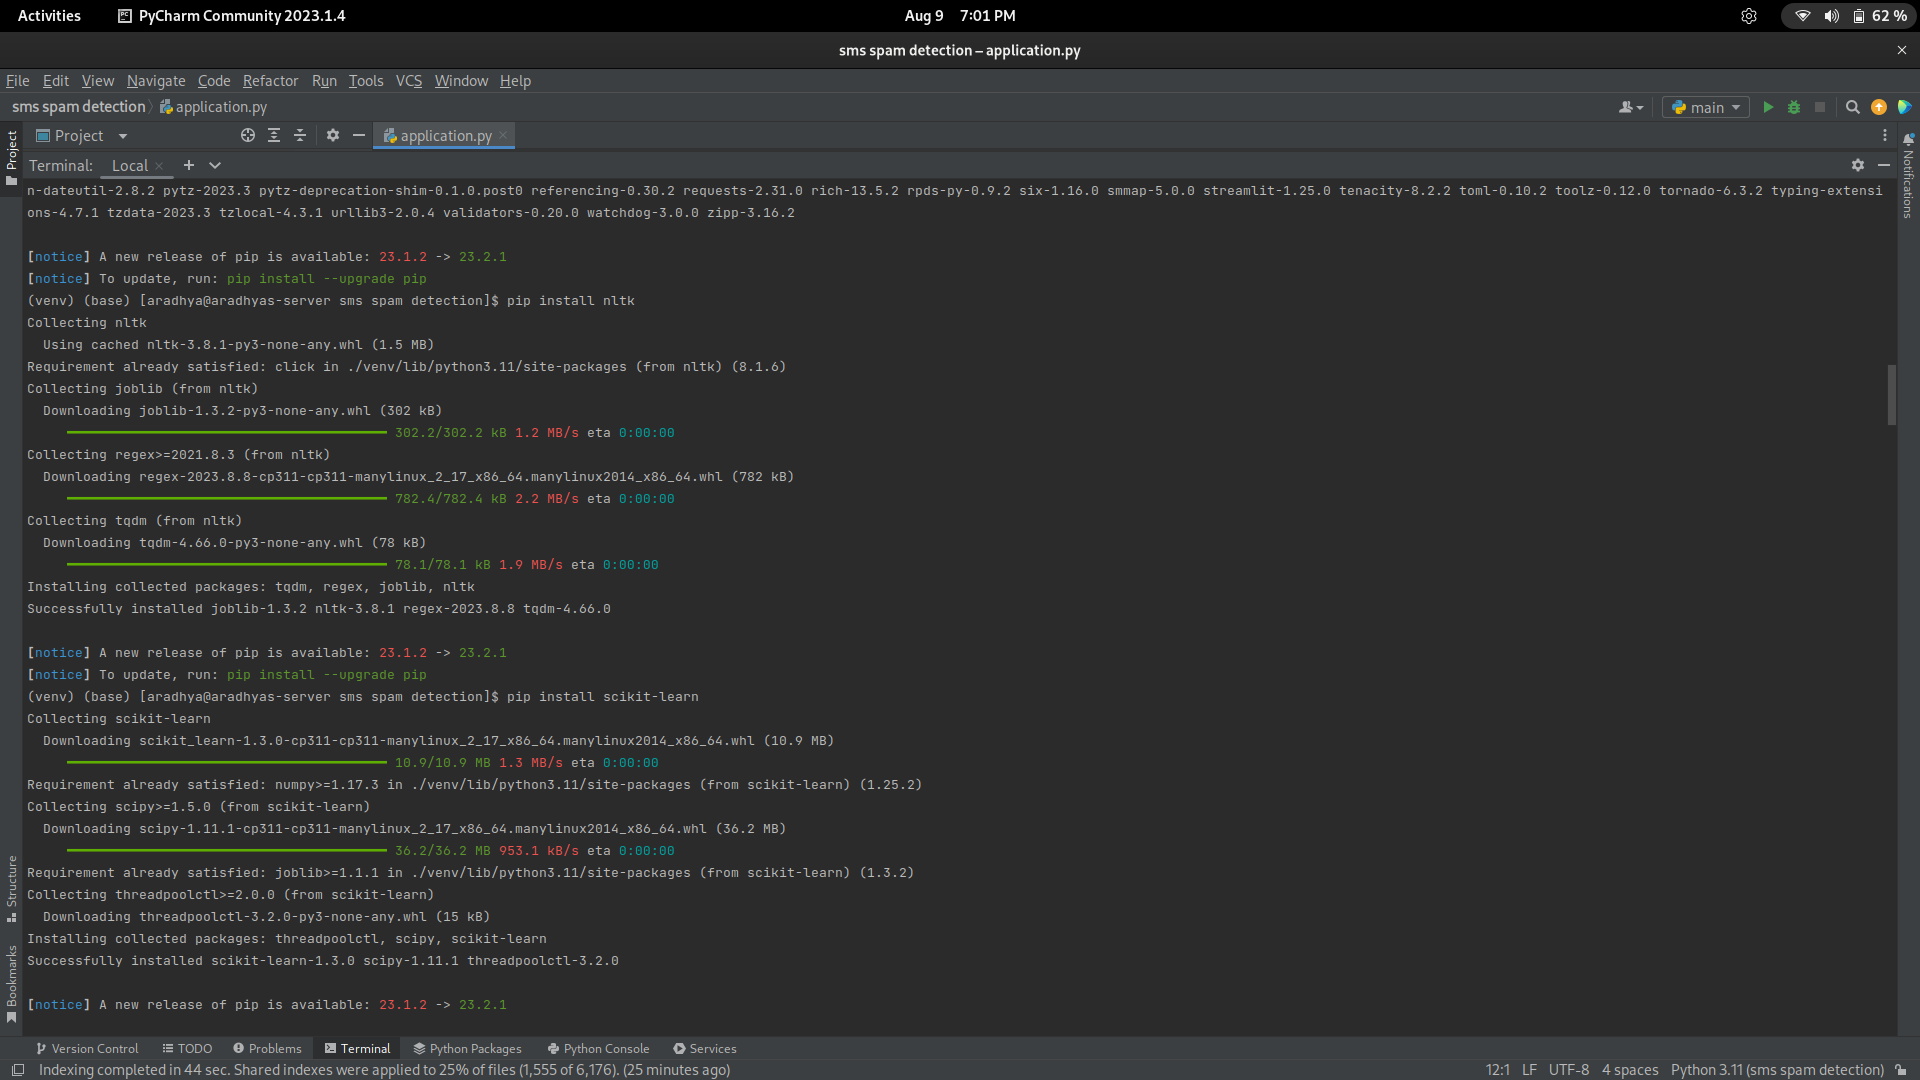 Activities PyCharm Community 2023.1.4 Aug 9 7:01 PM 62 %
sms spam detection – application.py
File Edit View Navigate Code Refactor Run Tools VCS Window Help
sms spam detection application.py main
Project application.py
Project
Notifications
Terminal: Local
n-dateutil-2.8.2 pytz-2023.3 pytz-deprecation-shim-0.1.0.post0 referencing-0.30.2 requests-2.31.0 rich-13.5.2 rpds-py-0.9.2 six-1.16.0 smmap-5.0.0 streamlit-1.25.0 tenacity-8.2.2 toml-0.10.2 toolz-0.12.0 tornado-6.3.2 typing-extensi
ons-4.7.1 tzdata-2023.3 tzlocal-4.3.1 urllib3-2.0.4 validators-0.20.0 watchdog-3.0.0 zipp-3.16.2
[notice] A new release of pip is available: 23.1.2 -> 23.2.1
[notice] To update, run: pip install --upgrade pip
(venv) (base) [aradhya@aradhyas-server sms spam detection]$ pip install nltk
Collecting nltk
Using cached nltk-3.8.1-py3-none-any.whl (1.5 MB)
Requirement already satisfied: click in ./venv/lib/python3.11/site-packages (from nltk) (8.1.6)
Collecting joblib (from nltk)
Downloading joblib-1.3.2-py3-none-any.whl (302 kB)
302.2/302.2 kB 1.2 MB/s eta 0:00:00
Collecting regex>=2021.8.3 (from nltk)
Downloading regex-2023.8.8-cp311-cp311-manylinux_2_17_x86_64.manylinux2014_x86_64.whl (782 kB)
782.4/782.4 kB 2.2 MB/s eta 0:00:00
Collecting tqdm (from nltk)
Downloading tqdm-4.66.0-py3-none-any.whl (78 kB)
78.1/78.1 kB 1.9 MB/s eta 0:00:00
Installing collected packages: tqdm, regex, joblib, nltk
Successfully installed joblib-1.3.2 nltk-3.8.1 regex-2023.8.8 tqdm-4.66.0
[notice] A new release of pip is available: 23.1.2 -> 23.2.1
[notice] To update, run: pip install --upgrade pip
(venv) (base) [aradhya@aradhyas-server sms spam detection]$ pip install scikit-learn
Collecting scikit-learn
Downloading scikit_learn-1.3.0-cp311-cp311-manylinux_2_17_x86_64.manylinux2014_x86_64.whl (10.9 MB)
10.9/10.9 MB 1.3 MB/s eta 0:00:00
Requirement already satisfied: numpy>=1.17.3 in ./venv/lib/python3.11/site-packages (from scikit-learn) (1.25.2)
Collecting scipy>=1.5.0 (from scikit-learn)
Downloading scipy-1.11.1-cp311-cp311-manylinux_2_17_x86_64.manylinux2014_x86_64.whl (36.2 MB)
36.2/36.2 MB 953.1 kB/s eta 0:00:00
Requirement already satisfied: joblib>=1.1.1 in ./venv/lib/python3.11/site-packages (from scikit-learn) (1.3.2)
Collecting threadpoolctl>=2.0.0 (from scikit-learn)
Downloading threadpoolctl-3.2.0-py3-none-any.whl (15 kB)
Installing collected packages: threadpoolctl, scipy, scikit-learn
Successfully installed scikit-learn-1.3.0 scipy-1.11.1 threadpoolctl-3.2.0
[notice] A new release of pip is available: 23.1.2 -> 23.2.1
Structure
Bookmarks
Version Control TODO Problems Terminal Python Packages Python Console Services
Indexing completed in 44 sec. Shared indexes were applied to 25% of files (1,555 of 6,176). (25 minutes ago) 12:1 LF UTF-8 4 spaces Python 3.11 (sms spam detection)